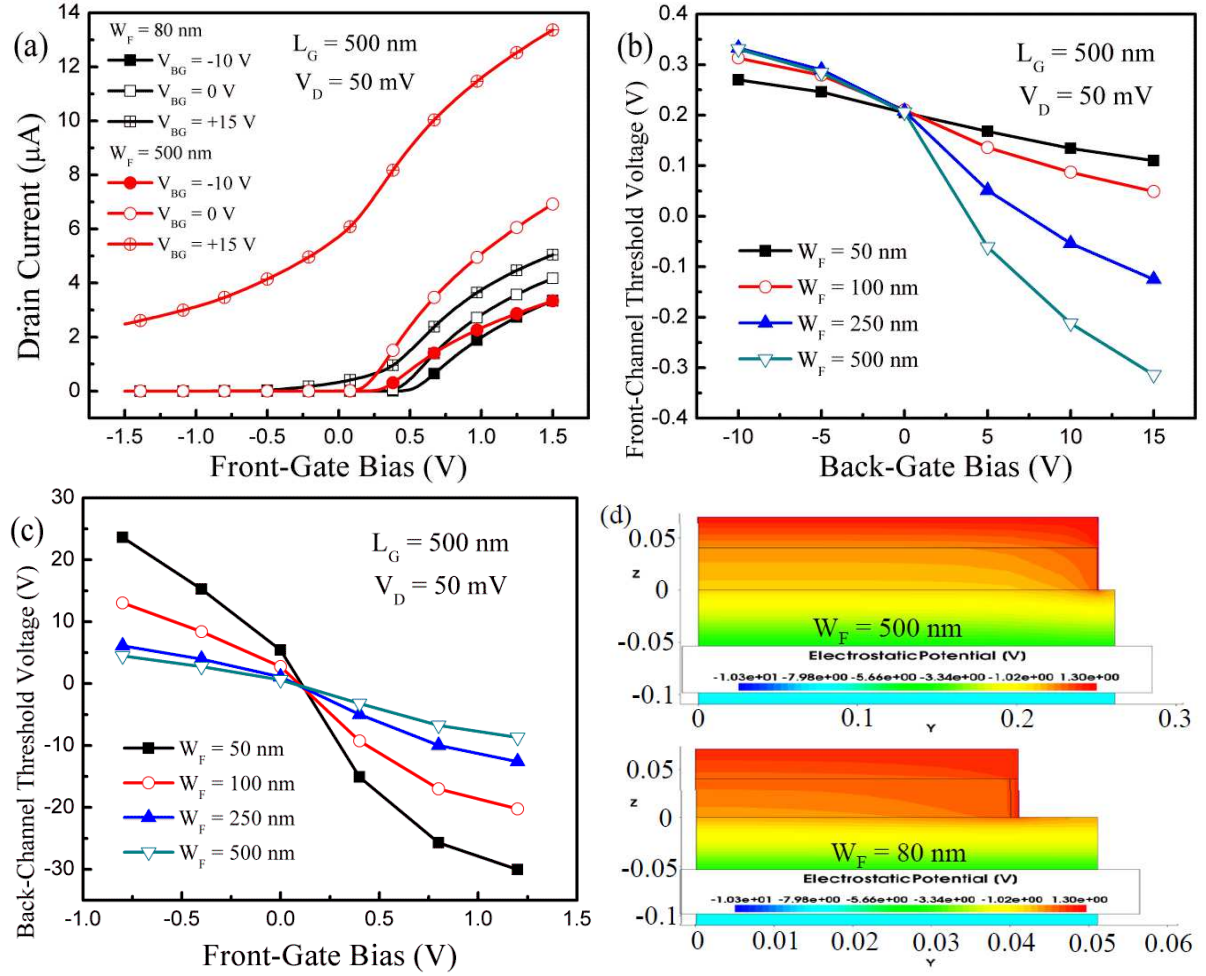 (a)
W_F = 80 nm
V_BG = -10 V
V_BG = 0 V
V_BG = +15 V
W_F = 500 nm
V_BG = -10 V
V_BG = 0 V
V_BG = +15 V
L_G = 500 nm
V_D = 50 mV
Drain Current (μA)
14
12
10
8
6
4
2
0
-1.5 -1.0 -0.5 0.0 0.5 1.0 1.5
Front-Gate Bias (V)
(b)
L_G = 500 nm
V_D = 50 mV
Front-Channel Threshold Voltage (V)
0.4
0.3
0.2
0.1
0.0
-0.1
-0.2
-0.3
-0.4
W_F = 50 nm
W_F = 100 nm
W_F = 250 nm
W_F = 500 nm
-10 -5 0 5 10 15
Back-Gate Bias (V)
(c)
L_G = 500 nm
V_D = 50 mV
Back-Channel Threshold Voltage (V)
30
20
10
0
-10
-20
-30
W_F = 50 nm
W_F = 100 nm
W_F = 250 nm
W_F = 500 nm
-1.0 -0.5 0.0 0.5 1.0 1.5
Front-Gate Bias (V)
(d)
0.05
Z
0
-0.05
-0.1
W_F = 500 nm
Electrostatic Potential [V]
-1.03e+01 -7.98e+00 -5.66e+00 -3.34e+00 -1.02e+00 1.30e+00
0 0.1 0.2 0.3
Y
0.05
Z
0
-0.05
-0.1
W_F = 80 nm
Electrostatic Potential [V]
-1.03e+01 -7.98e+00 -5.66e+00 -3.34e+00 -1.02e+00 1.30e+00
0 0.01 0.02 0.03 0.04 0.05 0.06
Y